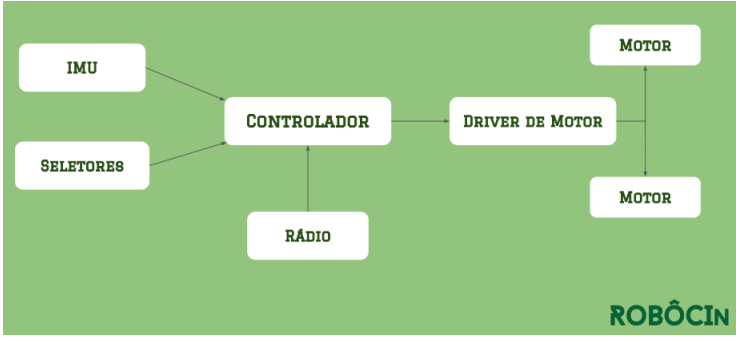 IMU
Seletores
Controlador
Rádio
Driver de Motor
Motor
Motor
RobôCIn